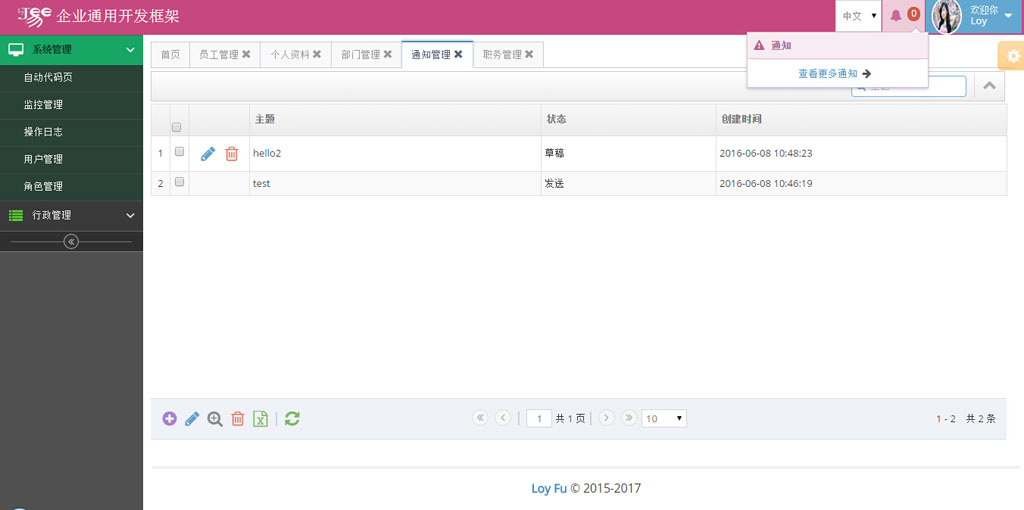 企业通用开发框架
中文
0
欢迎你
Loy
系统管理
自动代码页
监控管理
操作日志
用户管理
角色管理
行政管理
首页
员工管理
个人资料
部门管理
通知管理
职务管理
通知
查看更多通知
主题 状态 创建时间
1 hello2 草稿 2016-06-08 10:48:23
2 test 发送 2016-06-08 10:46:19
1 共 1 页 10
1 - 2 共 2 条
Loy Fu © 2015-2017